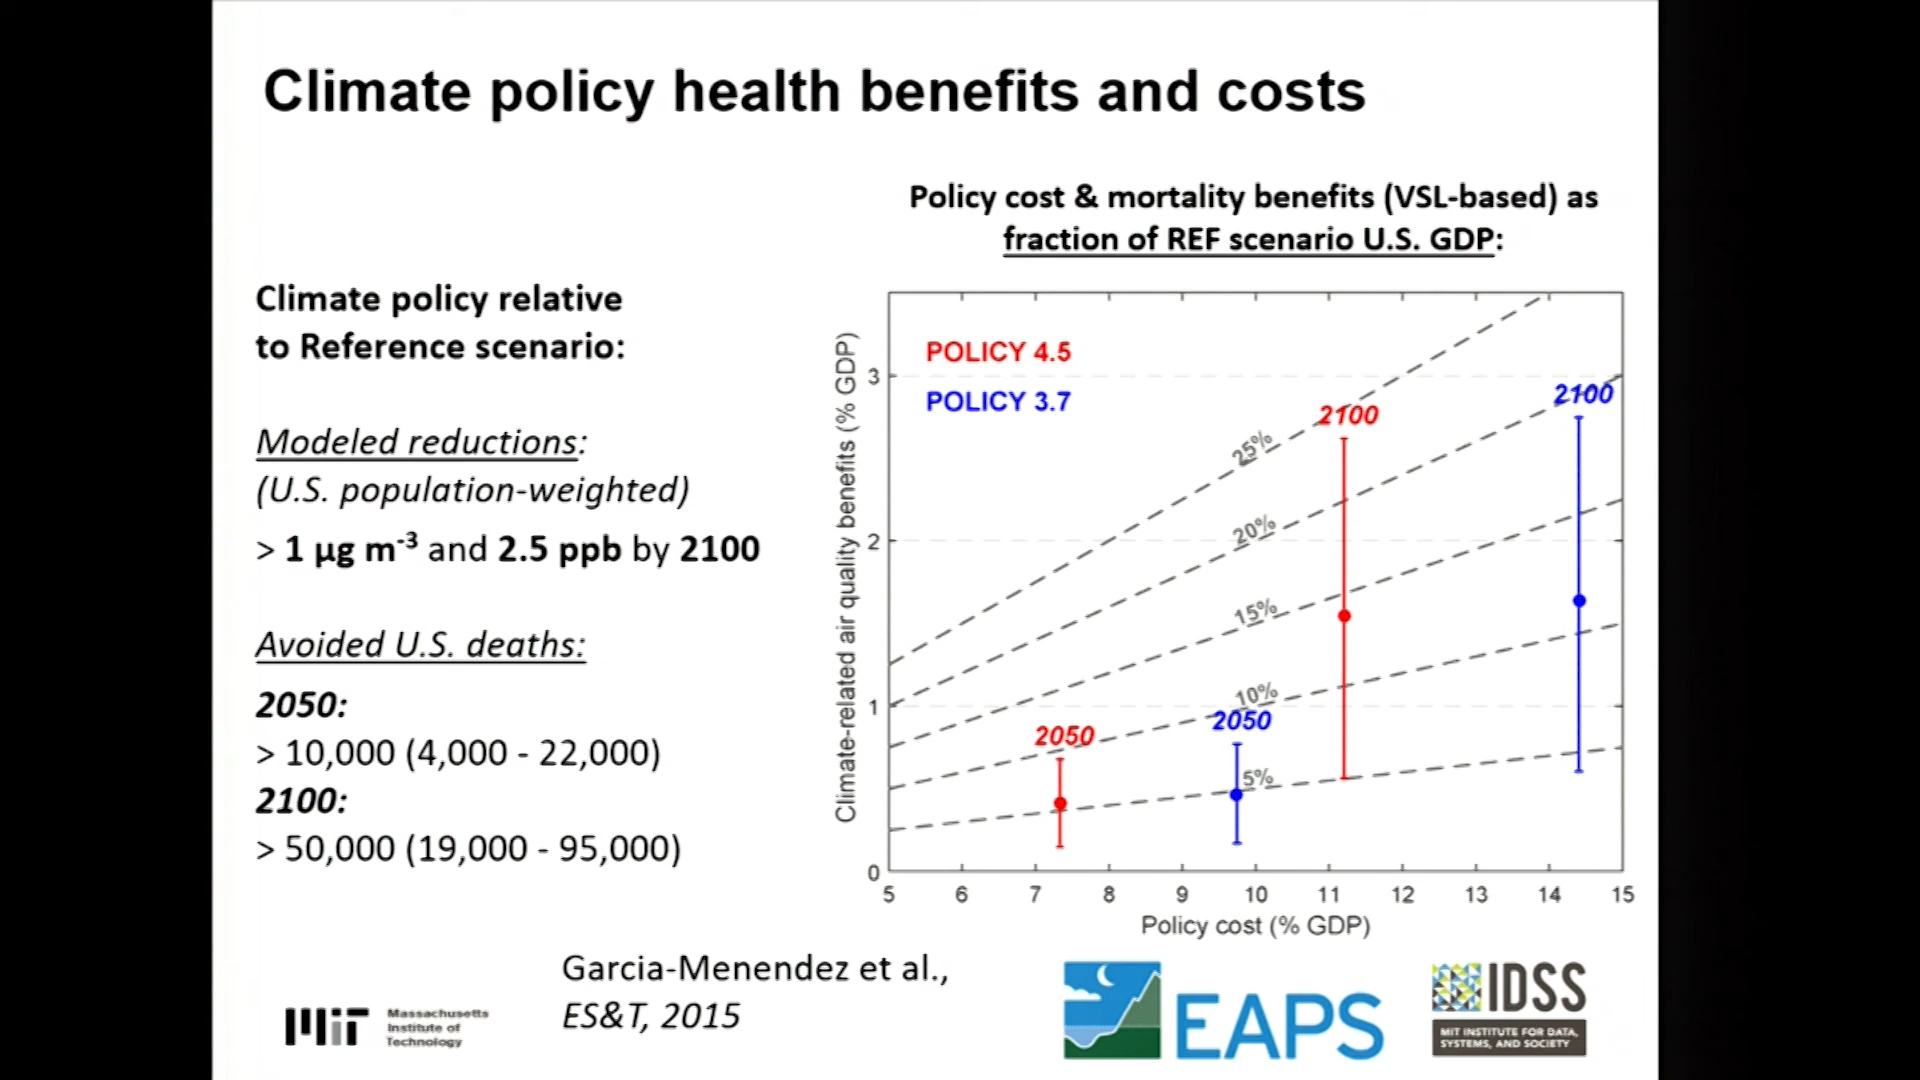 Climate policy health benefits and costs
Policy cost & mortality benefits (VSL-based) as
fraction of REF scenario U.S. GDP:
Climate policy relative
to Reference scenario:
Modeled reductions:
(U.S. population-weighted)
> 1 µg m⁻³ and 2.5 ppb by 2100
Avoided U.S. deaths:
2050:
> 10,000 (4,000 - 22,000)
2100:
> 50,000 (19,000 - 95,000)
Climate-related air quality benefits (% GDP)
POLICY 4.5
POLICY 3.7
3
2
1
0
25%
20%
15%
10%
5%
2050
2050
2100
2100
5 6 7 8 9 10 11 12 13 14 15
Policy cost (% GDP)
Garcia-Menendez et al.,
ES&T, 2015
MIT
Massachusetts
Institute of
Technology
EAPS
IDSS
MIT INSTITUTE FOR DATA,
SYSTEMS, AND SOCIETY